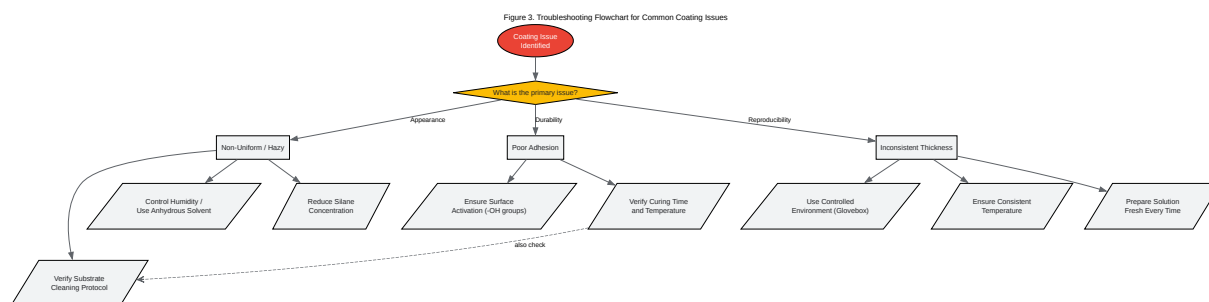 Figure 3. Troubleshooting Flowchart for Common Coating Issues
Coating Issue
Identified
What is the primary issue?
Appearance
Durability
Reproducibility
Non-Uniform / Hazy
Poor Adhesion
Inconsistent Thickness
Control Humidity /
Use Anhydrous Solvent
Reduce Silane
Concentration
Ensure Surface
Activation (-OH groups)
Verify Curing Time
and Temperature
Use Controlled
Environment (Glovebox)
Ensure Consistent
Temperature
Prepare Solution
Fresh Every Time
also check
Verify Substrate
Cleaning Protocol